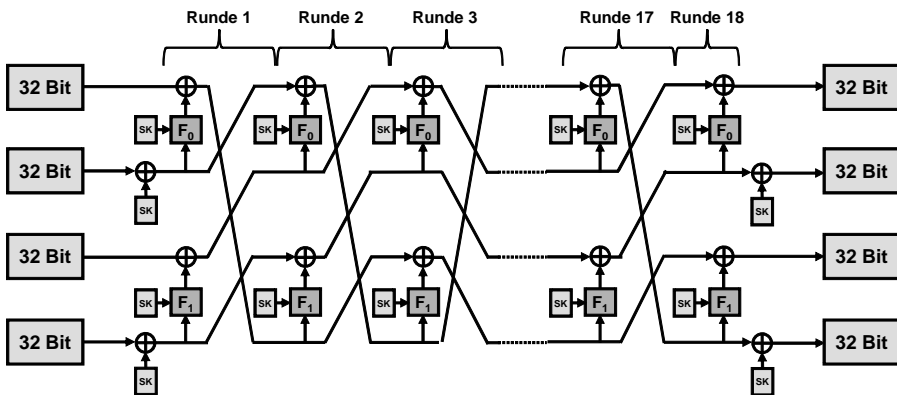 Runde 1 Runde 2 Runde 3 Runde 17 Runde 18
32 Bit 32 Bit
SK F₀ SK F₀ SK F₀ SK F₀ SK F₀
32 Bit 32 Bit
SK SK
32 Bit 32 Bit
SK F₁ SK F₁ SK F₁ SK F₁ SK F₁
32 Bit 32 Bit
SK SK